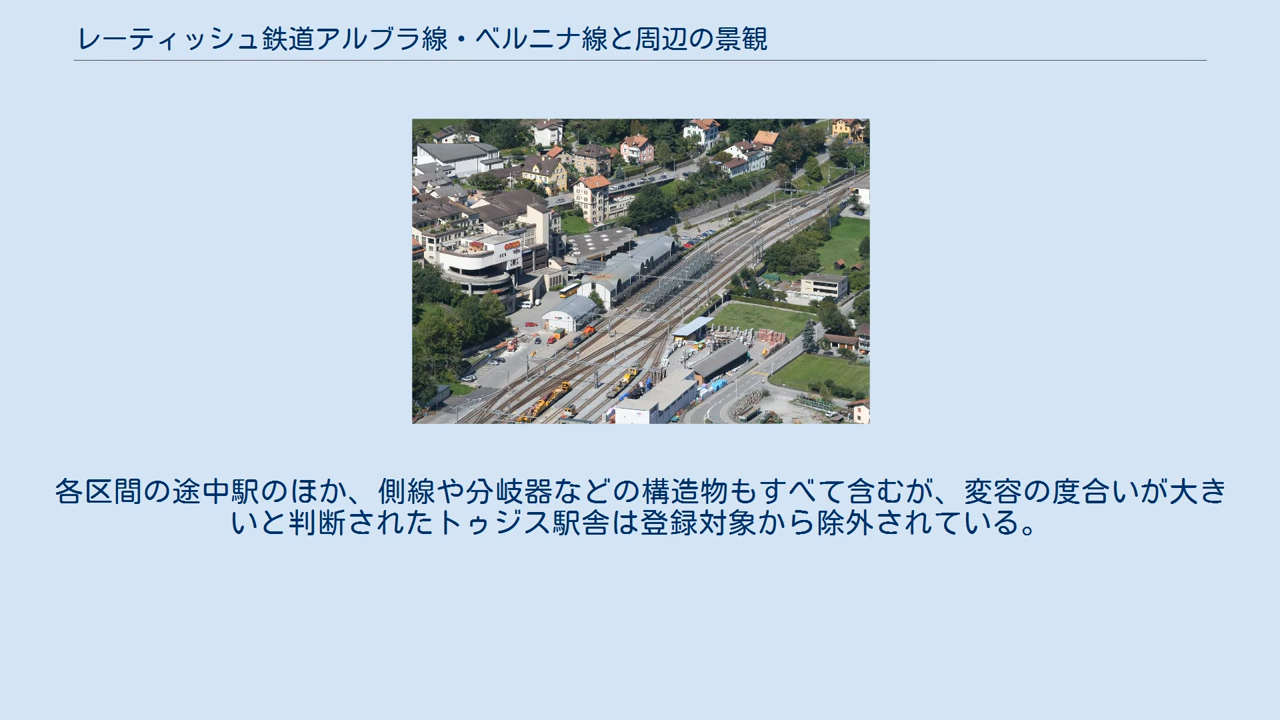 レーティッシュ鉄道アルブラ線・ベルニナ線と周辺の景観
coop
各区間の途中駅のほか、側線や分岐器などの構造物もすべて含むが、変容の度合いが大き
いと判断されたトゥジス駅舎は登録対象から除外されている。